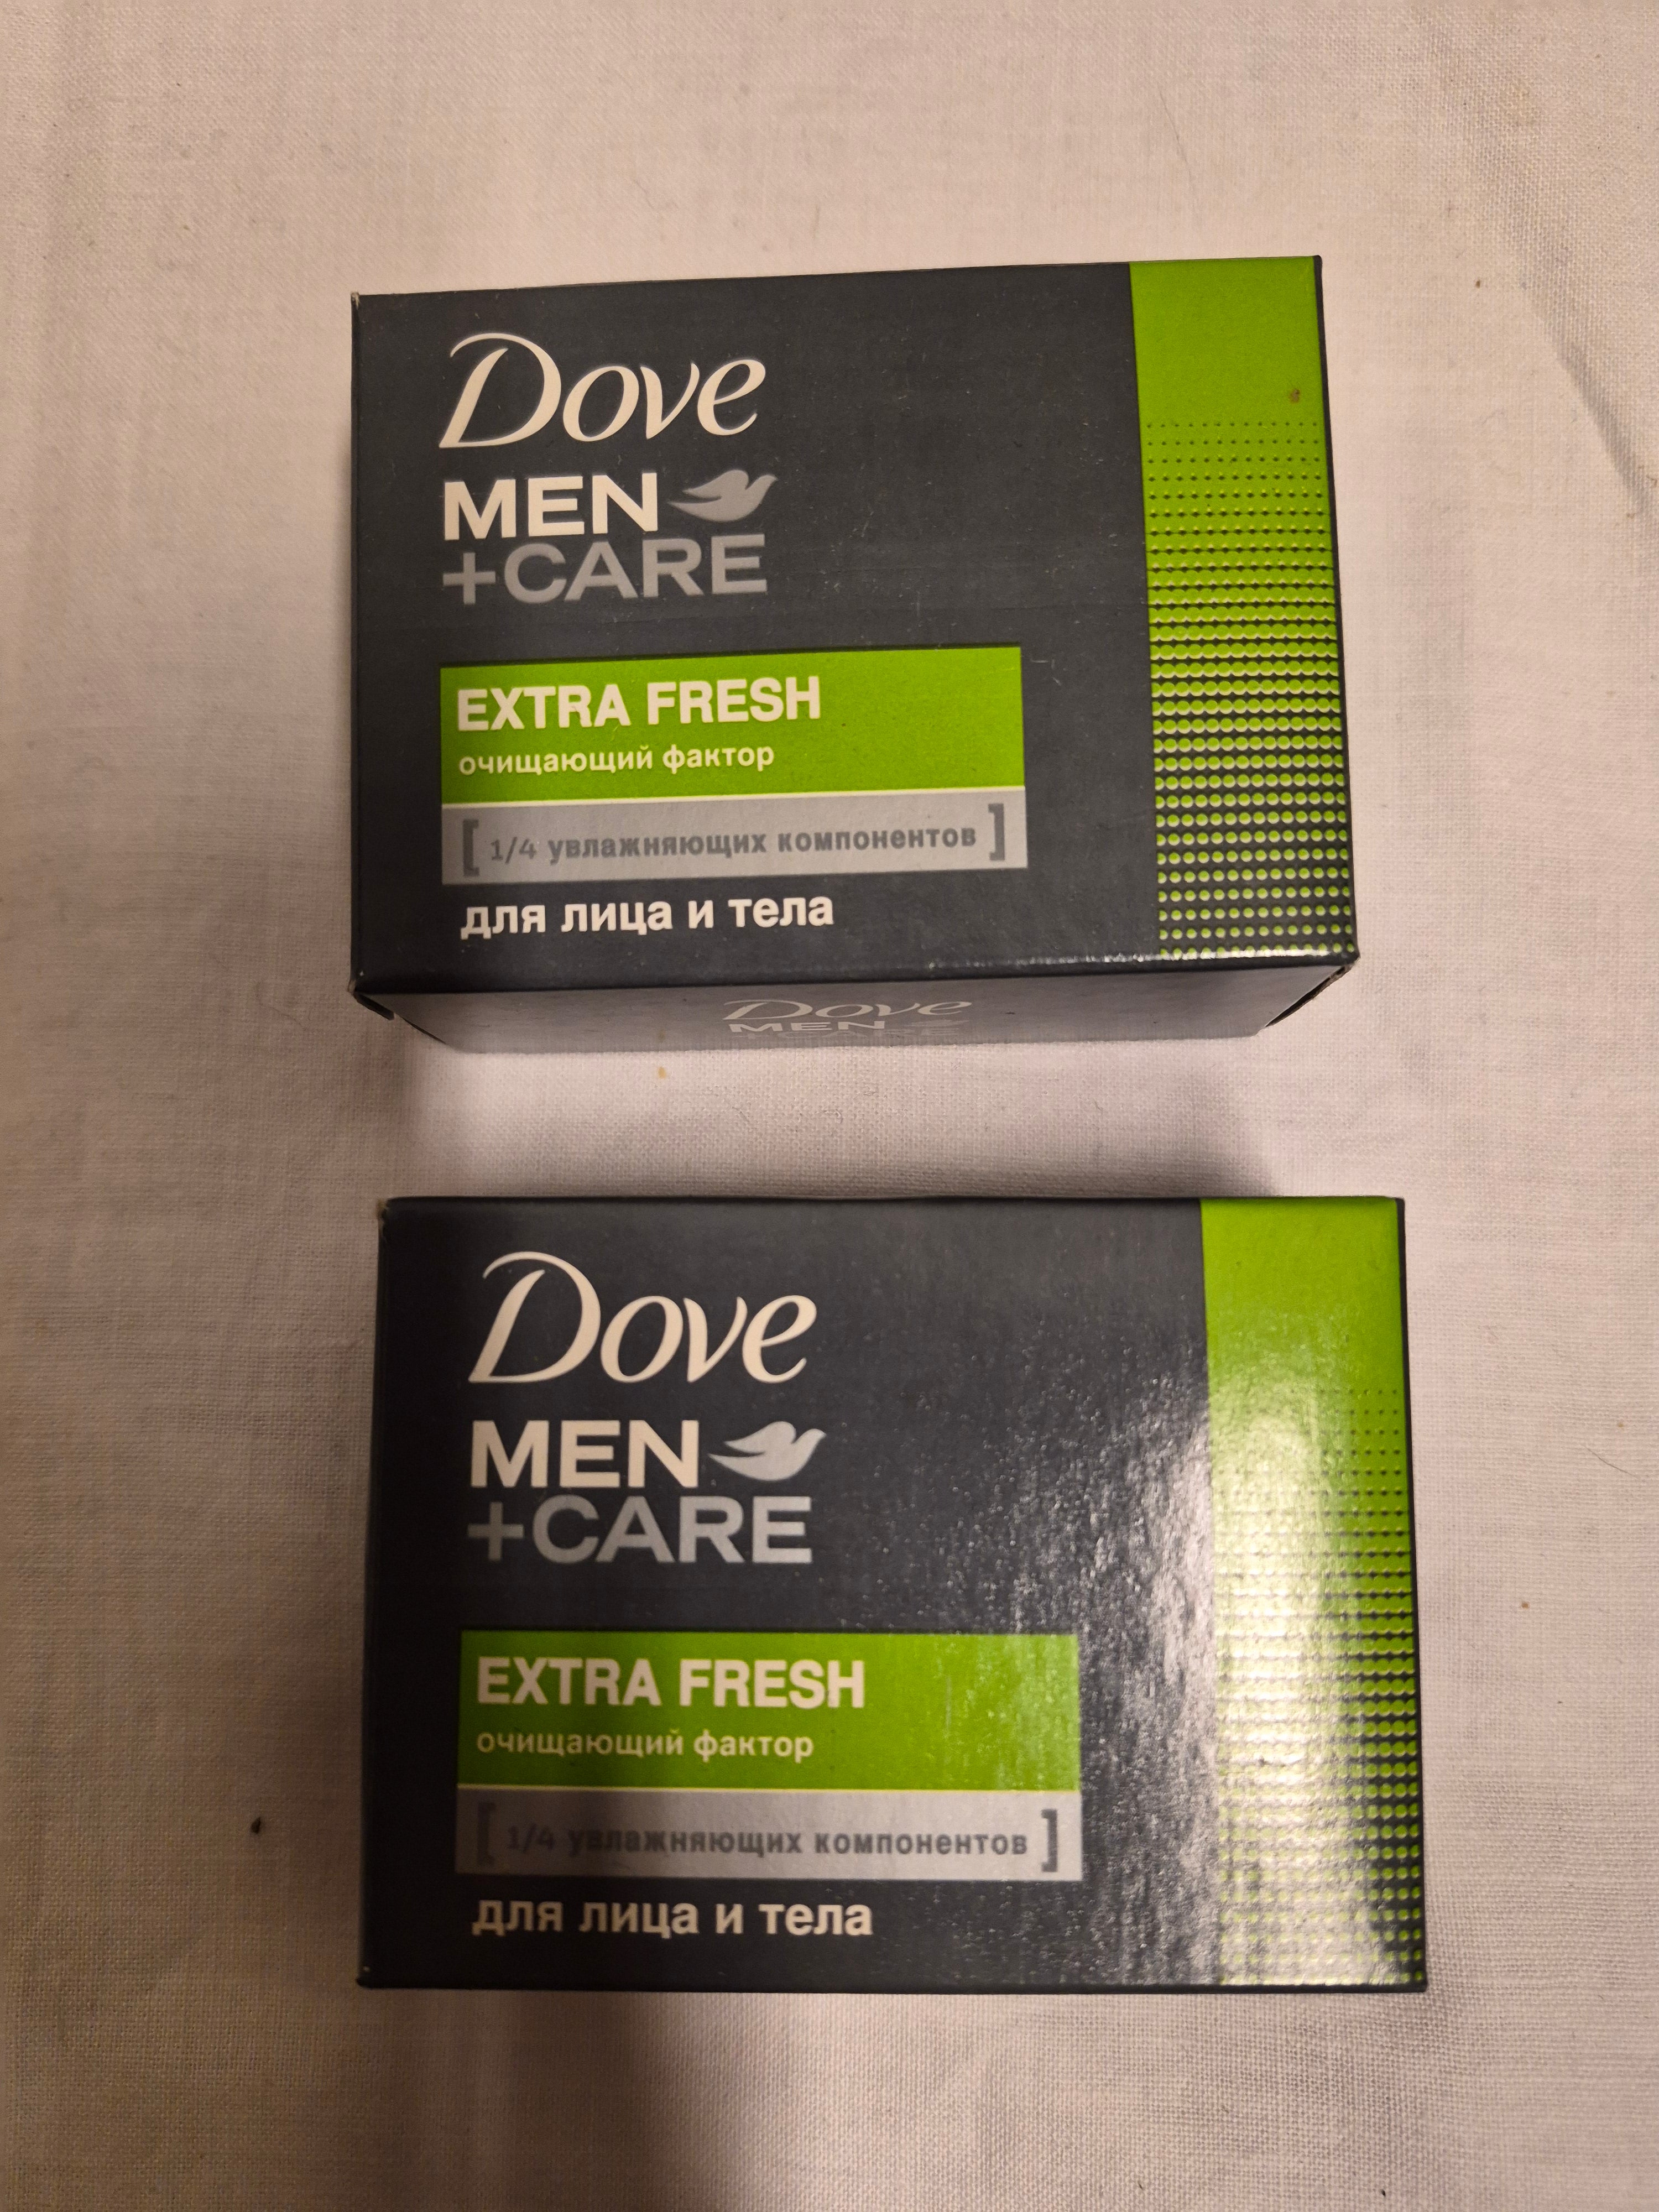 Dove
MEN
+CARE
EXTRA FRESH
очищающий фактор
[ 1/4 увлажняющих компонентов ]
для лица и тела
Dove
MEN
+CARE
Dove
MEN
+CARE
EXTRA FRESH
очищающий фактор
[ 1/4 увлажняющих компонентов ]
для лица и тела